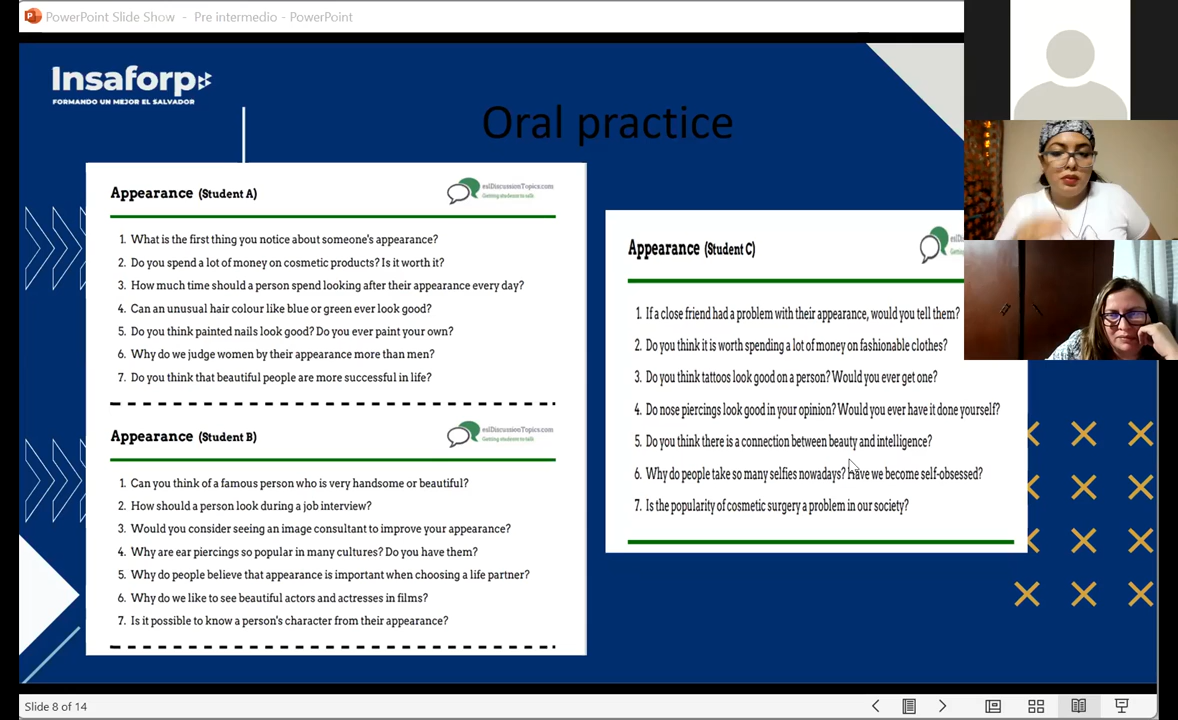 PowerPoint Slide Show - Pre intermedio - PowerPoint
Insaforp
FORMANDO UN MEJOR EL SALVADOR
Oral practice
Appearance (Student A)
eslDiscussionTopics.com
Getting students to talk
1. What is the first thing you notice about someone's appearance?
2. Do you spend a lot of money on cosmetic products? Is it worth it?
3. How much time should a person spend looking after their appearance every day?
4. Can an unusual hair colour like blue or green ever look good?
5. Do you think painted nails look good? Do you ever paint your own?
6. Why do we judge women by their appearance more than men?
7. Do you think that beautiful people are more successful in life?
Appearance (Student B)
eslDiscussionTopics.com
Getting students to talk
1. Can you think of a famous person who is very handsome or beautiful?
2. How should a person look during a job interview?
3. Would you consider seeing an image consultant to improve your appearance?
4. Why are ear piercings so popular in many cultures? Do you have them?
5. Why do people believe that appearance is important when choosing a life partner?
6. Why do we like to see beautiful actors and actresses in films?
7. Is it possible to know a person's character from their appearance?
Appearance (Student C)
1. If a close friend had a problem with their appearance, would you tell them?
2. Do you think it is worth spending a lot of money on fashionable clothes?
3. Do you think tattoos look good on a person? Would you ever get one?
4. Do nose piercings look good in your opinion? Would you ever have it done yourself?
5. Do you think there is a connection between beauty and intelligence?
6. Why do people take so many selfies nowadays? Have we become self-obsessed?
7. Is the popularity of cosmetic surgery a problem in our society?
Slide 8 of 14